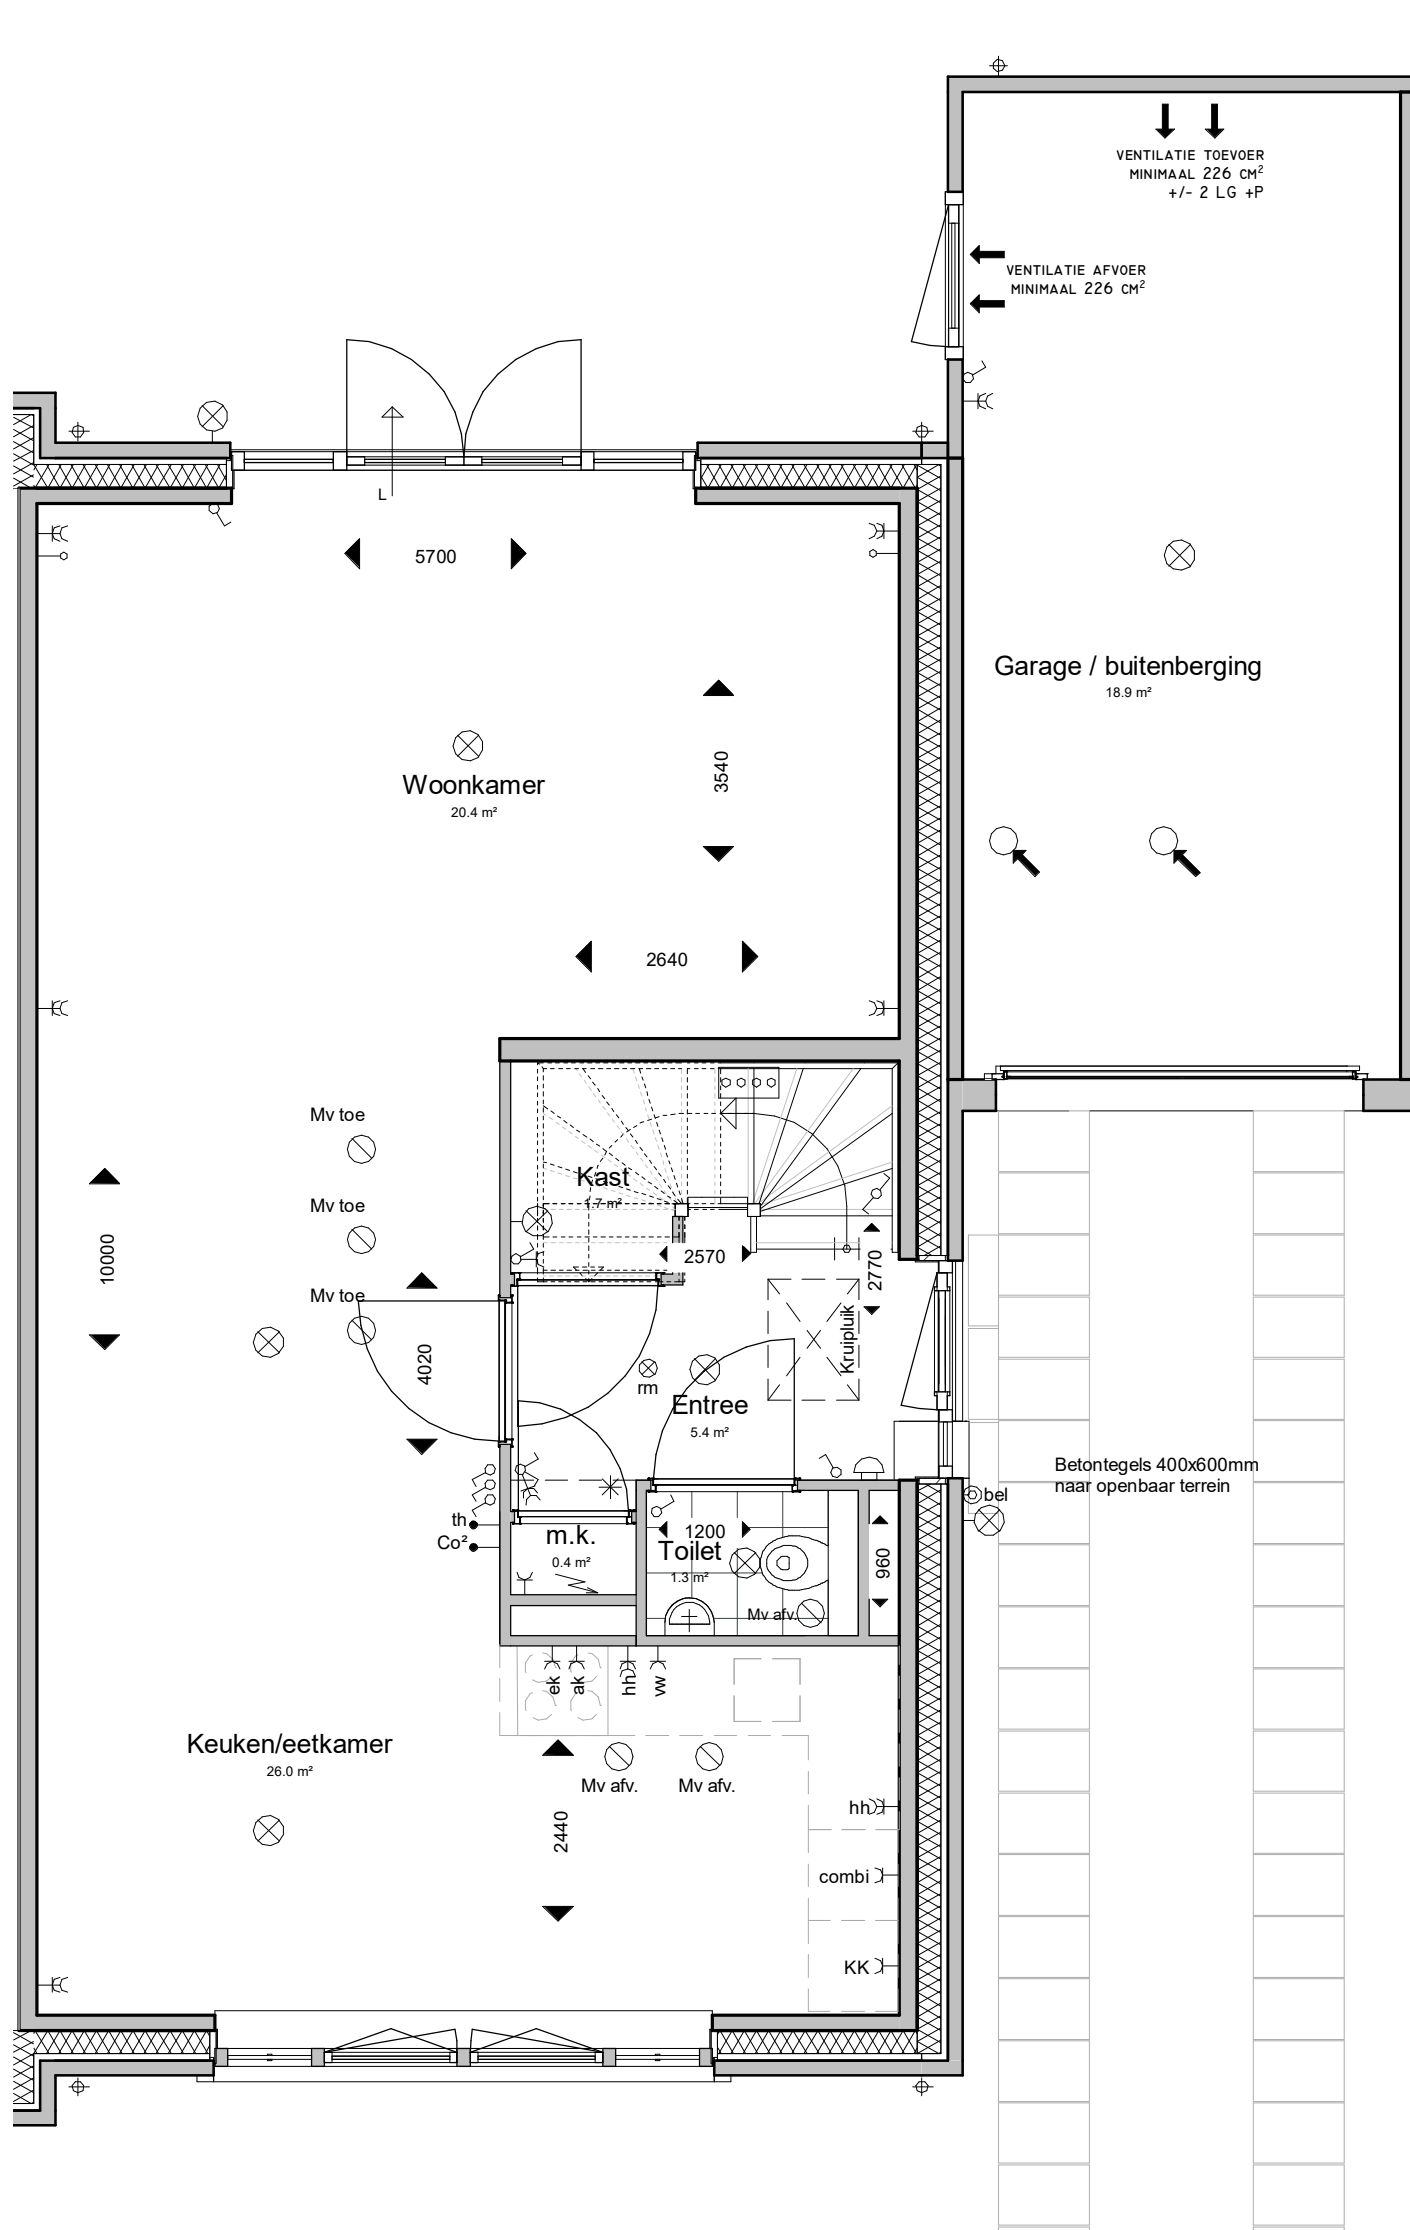 VENTILATIE TOEVOER
MINIMAAL 226 CM²
+/- 2 LG +P
VENTILATIE AFVOER
MINIMAAL 226 CM²
L
5700
Garage / buitenberging
18.9 m²
3540
Woonkamer
20.4 m²
2640
Mv toe
Kast
1.7 m²
Mv toe
10000
2570
2770
Mv toe
Kruipluik
4020
rm
Entree
5.4 m²
Betontegels 400x600mm
naar openbaar terrein
bel
th
Co²
m.k.
0.4 m²
1200
Toilet
1.3 m²
960
Mv afv.
ek
ak
hh
vw
Keuken/eetkamer
26.0 m²
Mv afv.
Mv afv.
2440
hh
combi
KK